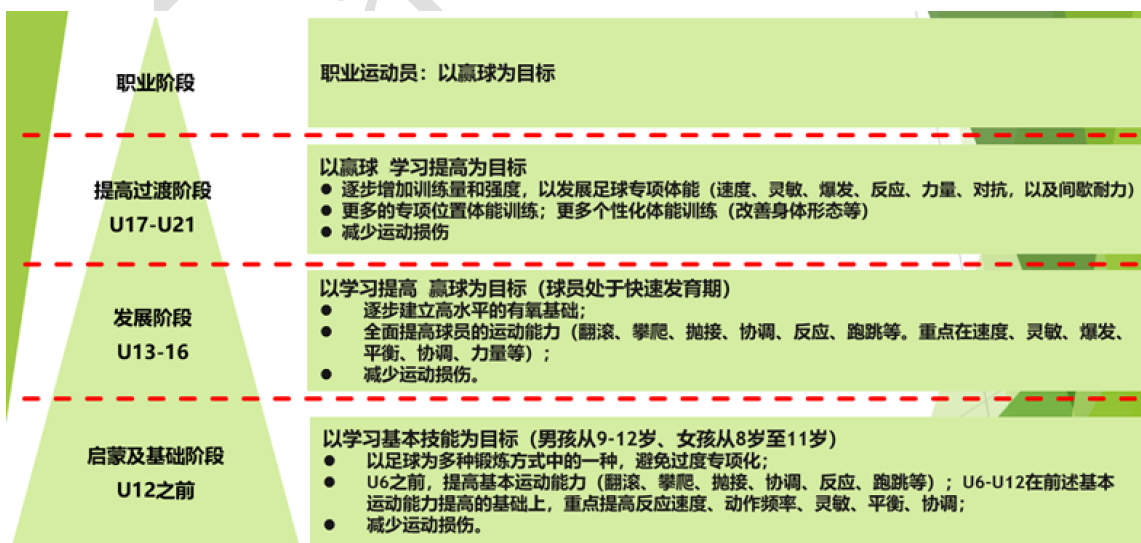 职业阶段
职业运动员：以赢球为目标
提高过渡阶段
U17-U21
以赢球 学习提高为目标
● 逐步增加训练量和强度，以发展足球专项体能（速度、灵敏、爆发、反应、力量、对抗，以及间歇耐力）
● 更多的专项位置体能训练；更多个性化体能训练（改善身体形态等）
● 减少运动损伤
发展阶段
U13-16
以学习提高 赢球为目标（球员处于快速发育期）
● 逐步建立高水平的有氧基础；
● 全面提高球员的运动能力（翻滚、攀爬、抛接、协调、反应、跑跳等。重点在速度、灵敏、爆发、
平衡、协调、力量等）；
● 减少运动损伤。
启蒙及基础阶段
U12之前
以学习基本技能为目标（男孩从9-12岁、女孩从8岁至11岁）
● 以足球为多种锻炼方式中的一种，避免过度专项化；
● U6之前，提高基本运动能力（翻滚、攀爬、抛接、协调、反应、跑跳等）；U6-U12在前述基本
运动能力提高的基础上，重点提高反应速度、动作频率、灵敏、平衡、协调；
● 减少运动损伤。